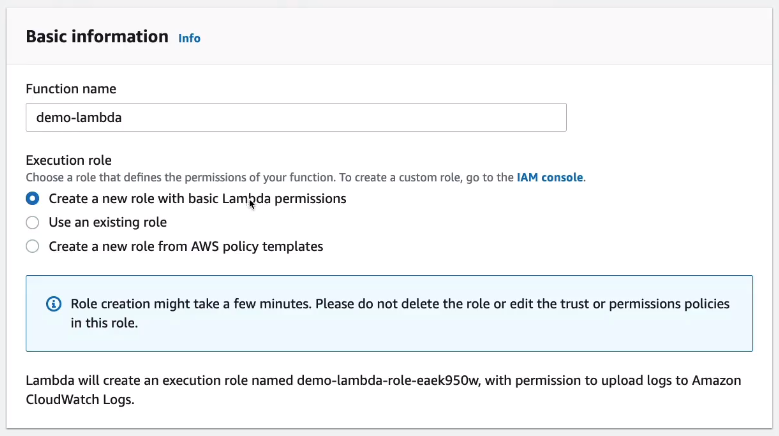 Basic information Info
Function name
demo-lambda
Execution role
Choose a role that defines the permissions of your function. To create a custom role, go to the IAM console.
Create a new role with basic Lambda permissions
Use an existing role
Create a new role from AWS policy templates
Role creation might take a few minutes. Please do not delete the role or edit the trust or permissions policies
in this role.
Lambda will create an execution role named demo-lambda-role-eaek950w, with permission to upload logs to Amazon
CloudWatch Logs.